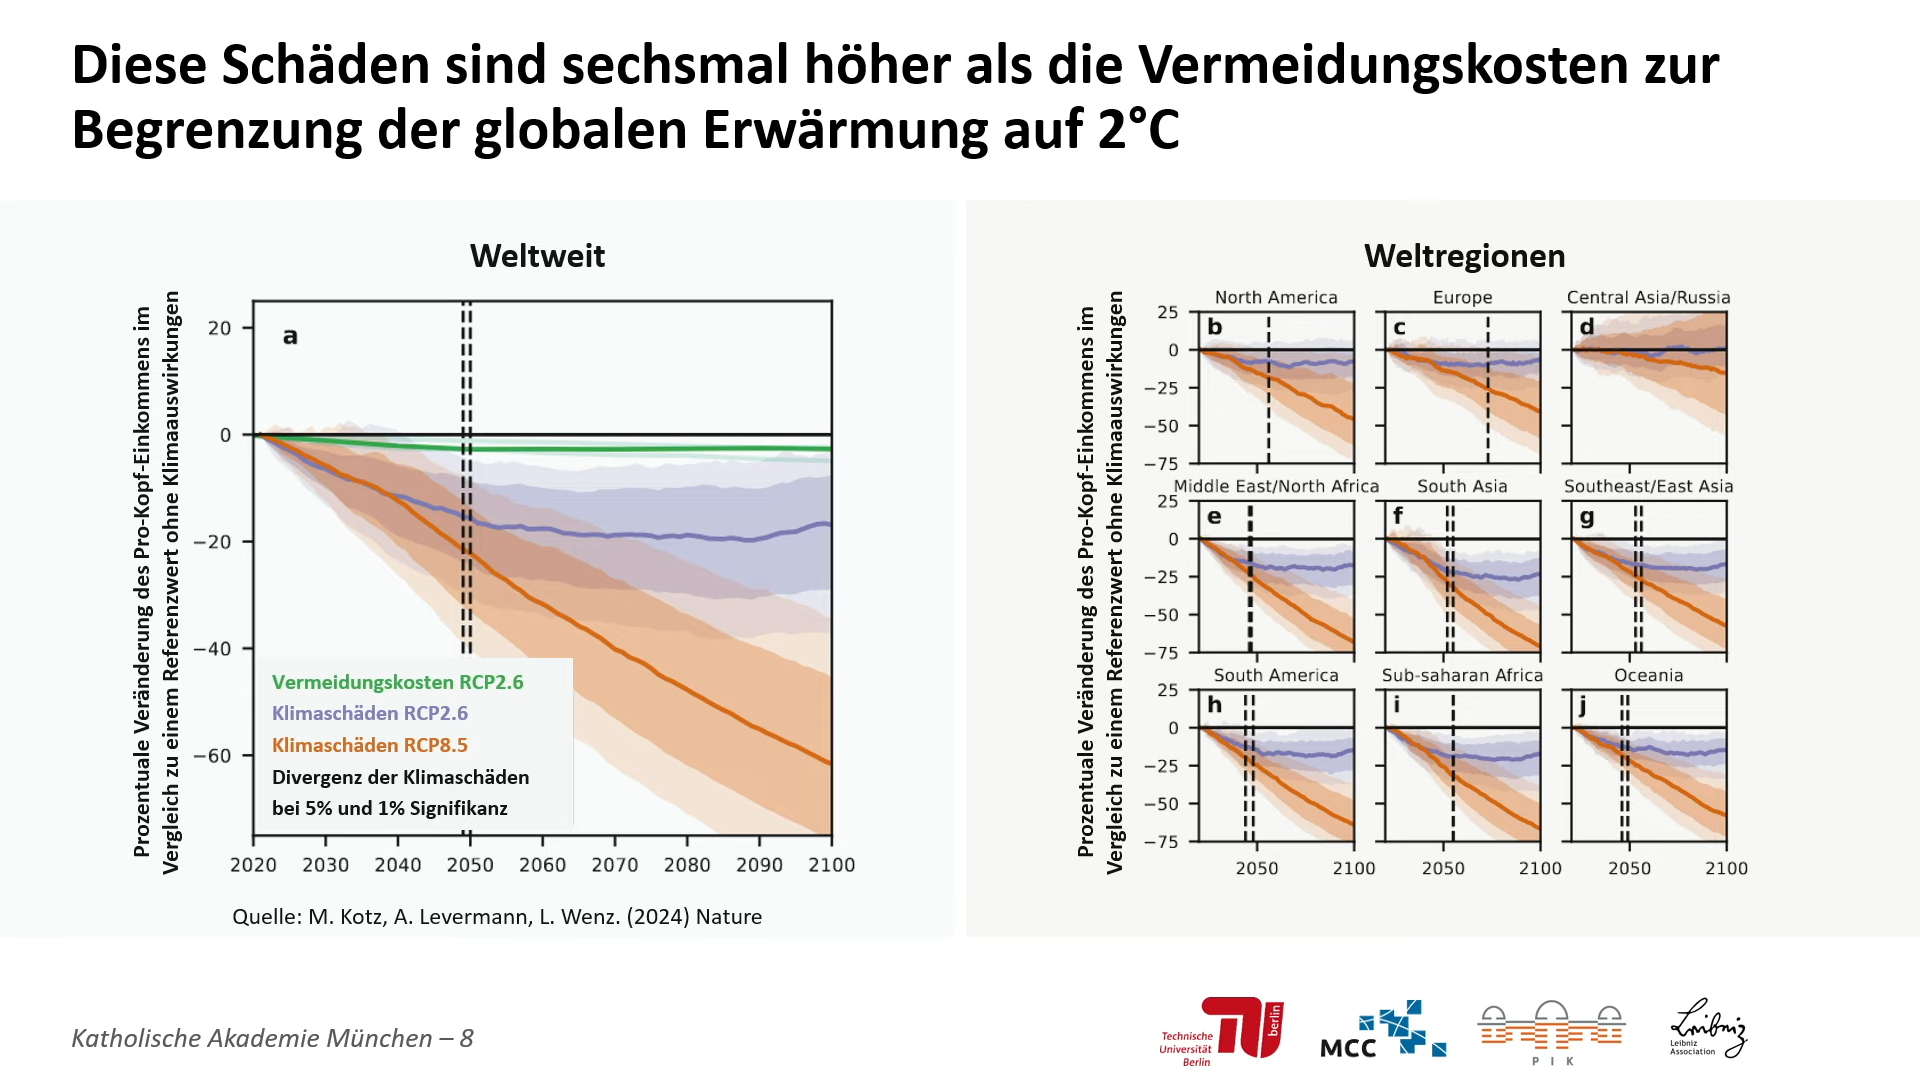 Diese Schäden sind sechsmal höher als die Vermeidungskosten zur
Begrenzung der globalen Erwärmung auf 2°C
Weltweit
Prozentuale Veränderung des Pro-Kopf-Einkommens im
Vergleich zu einem Referenzwert ohne Klimaauswirkungen
a
20
0
−20
−40
−60
Vermeidungskosten RCP2.6
Klimaschäden RCP2.6
Klimaschäden RCP8.5
Divergenz der Klimaschäden
bei 5% und 1% Signifikanz
2020 2030 2040 2050 2060 2070 2080 2090 2100
Quelle: M. Kotz, A. Levermann, L. Wenz. (2024) Nature
Weltregionen
Prozentuale Veränderung des Pro-Kopf-Einkommens im
Vergleich zu einem Referenzwert ohne Klimaauswirkungen
North America Europe Central Asia/Russia
25
b c d
0
−25
−50
−75
Middle East/North Africa South Asia Southeast/East Asia
25
e f g
0
−25
−50
−75
South America Sub-saharan Africa Oceania
25
h i j
0
−25
−50
−75
2050 2100 2050 2100 2050 2100
Katholische Akademie München – 8
Technische
Universität
Berlin
berlin
MCC
P I K
Leibniz
Leibniz
Association